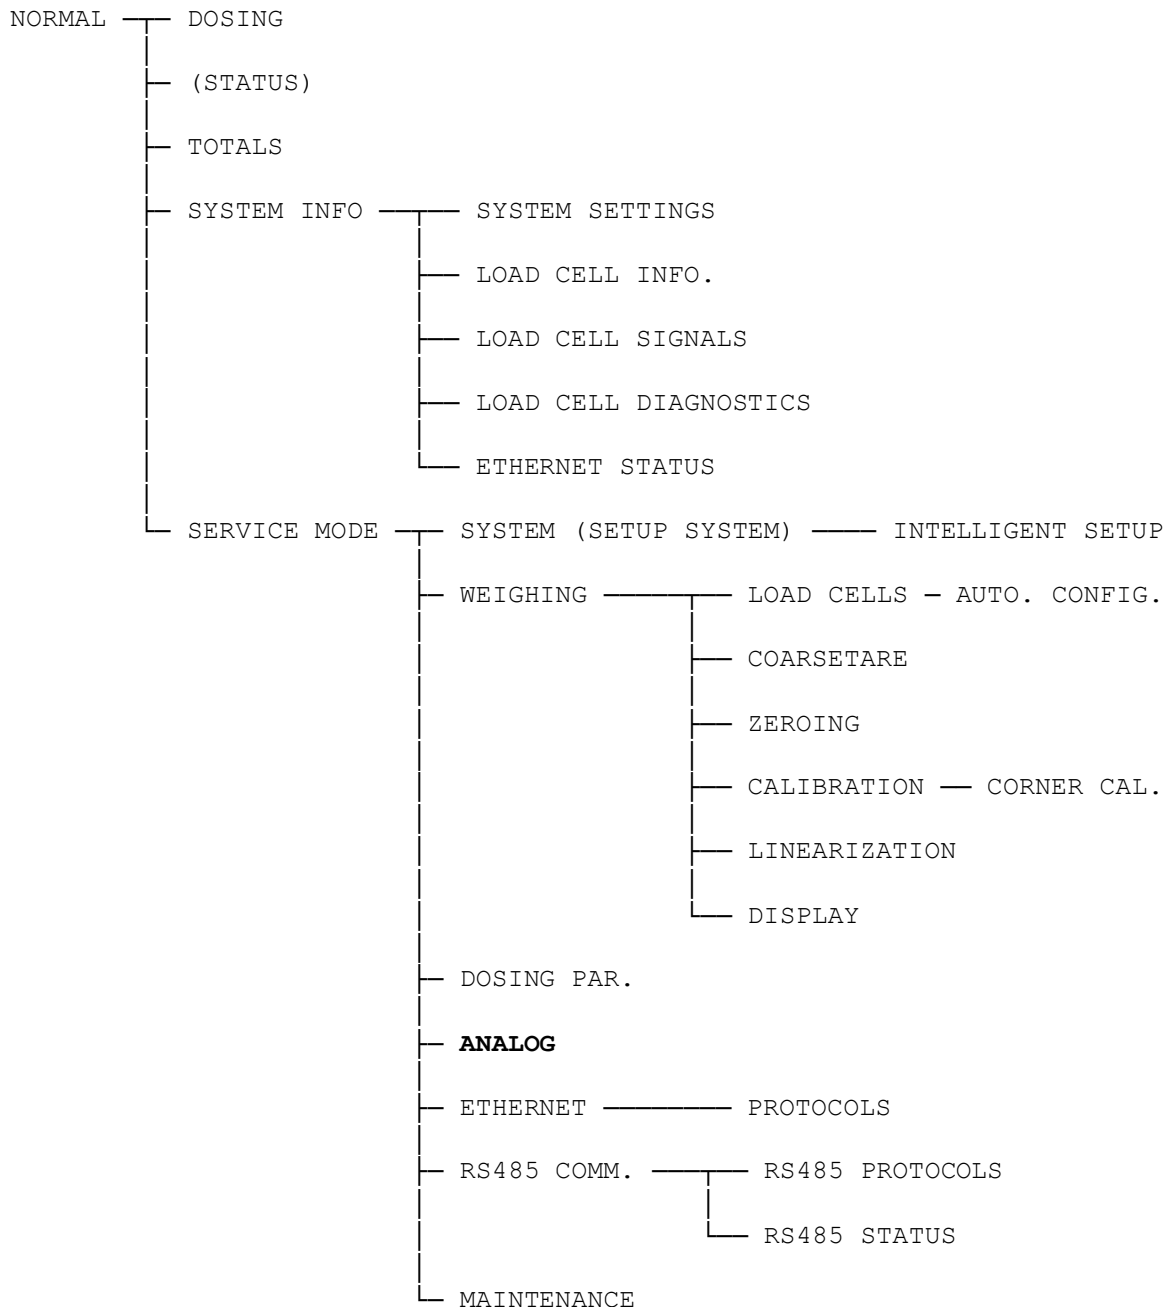 NORMAL DOSING
(STATUS)
TOTALS
SYSTEM INFO SYSTEM SETTINGS
LOAD CELL INFO.
LOAD CELL SIGNALS
LOAD CELL DIAGNOSTICS
ETHERNET STATUS
SERVICE MODE SYSTEM (SETUP SYSTEM) INTELLIGENT SETUP
WEIGHING LOAD CELLS AUTO. CONFIG.
COARSETARE
ZEROING
CALIBRATION CORNER CAL.
LINEARIZATION
DISPLAY
DOSING PAR.
ANALOG
ETHERNET PROTOCOLS
RS485 COMM. RS485 PROTOCOLS
RS485 STATUS
MAINTENANCE